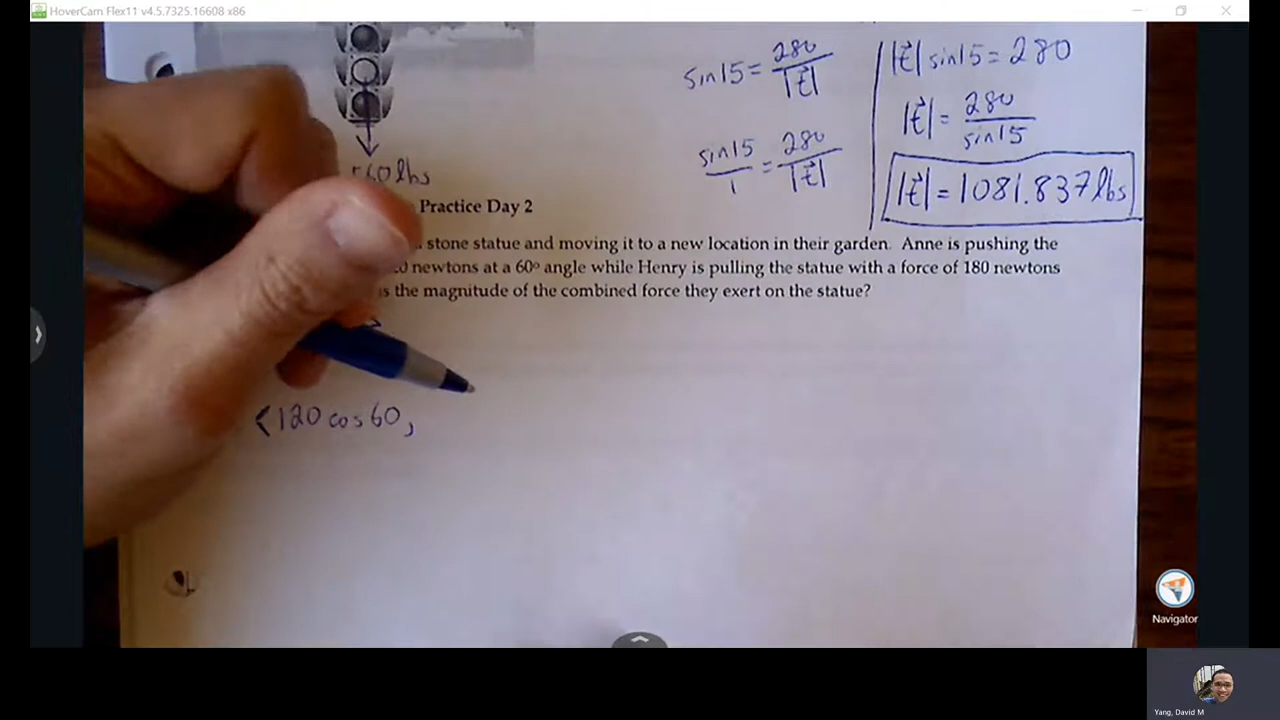 HoverCam Flex11 v4.5.7325.16608 x86
sin15 = 280/|t⃗|
sin15/1 = 280/|t⃗|
|t⃗| sin15 = 280
|t⃗| = 280/sin15
|t⃗| = 1081.837 lbs
560 lbs
Practice Day 2
stone statue and moving it to a new location in their garden. Anne is pushing the
newtons at a 60° angle while Henry is pulling the statue with a force of 180 newtons
the magnitude of the combined force they exert on the statue?
<120 cos 60,
Navigator
Yang, David M